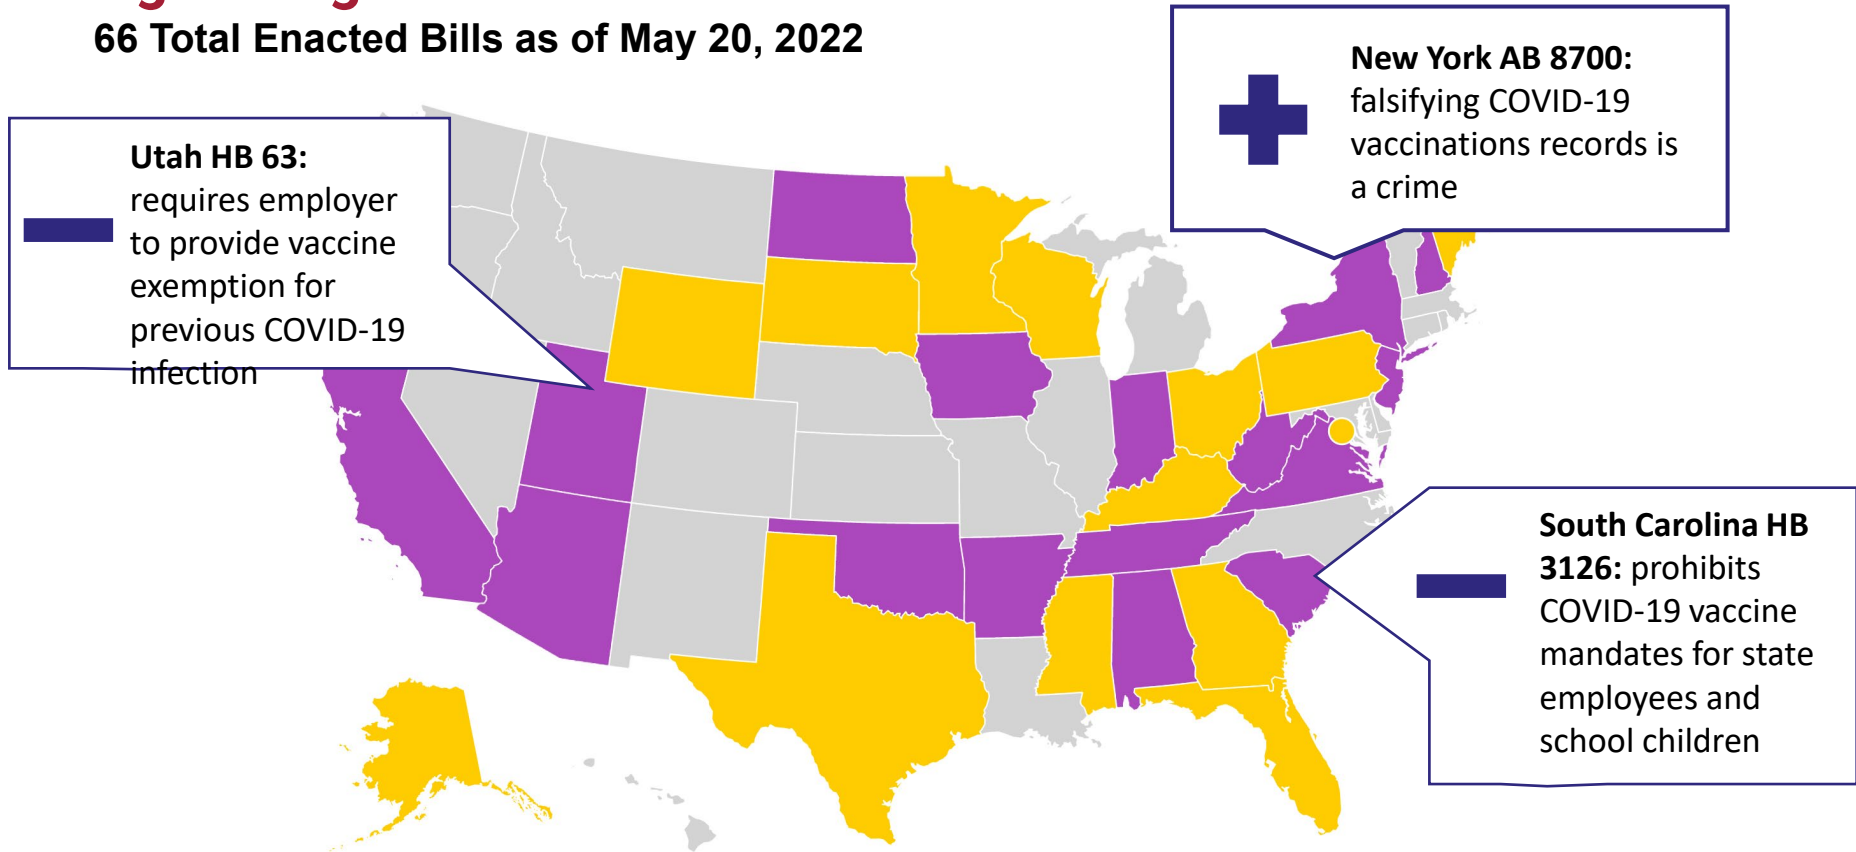 66 Total Enacted Bills as of May 20, 2022
New York AB 8700:
falsifying COVID-19
vaccinations records is
a crime
Utah HB 63:
requires employer
to provide vaccine
exemption for
previous COVID-19
infection
South Carolina HB
3126: prohibits
COVID-19 vaccine
mandates for state
employees and
school children